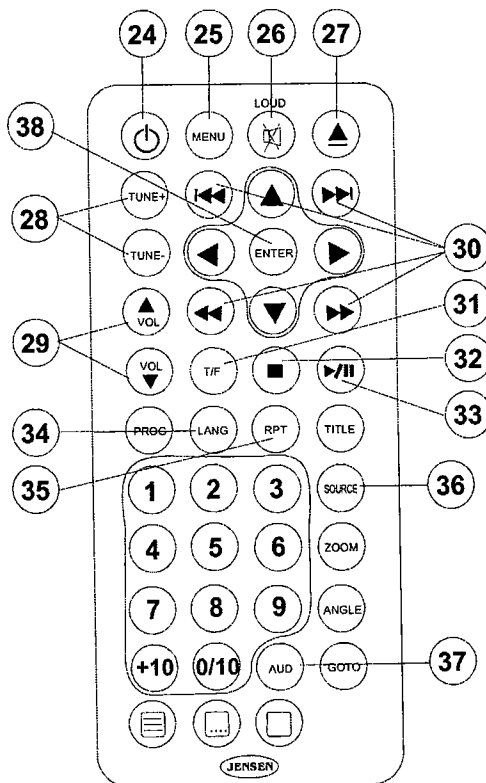 24 25 26 27
LOUD
38
MENU
28
TUNE+
ENTER
30
TUNE-
VOL
31
29
VOL
T/F
32
33
34
PROG LANG RPT TITLE
35
1 2 3 SOURCE 36
4 5 6 ZOOM
7 8 9 ANGLE
+10 0/10 AUD GOTO 37
JENSEN